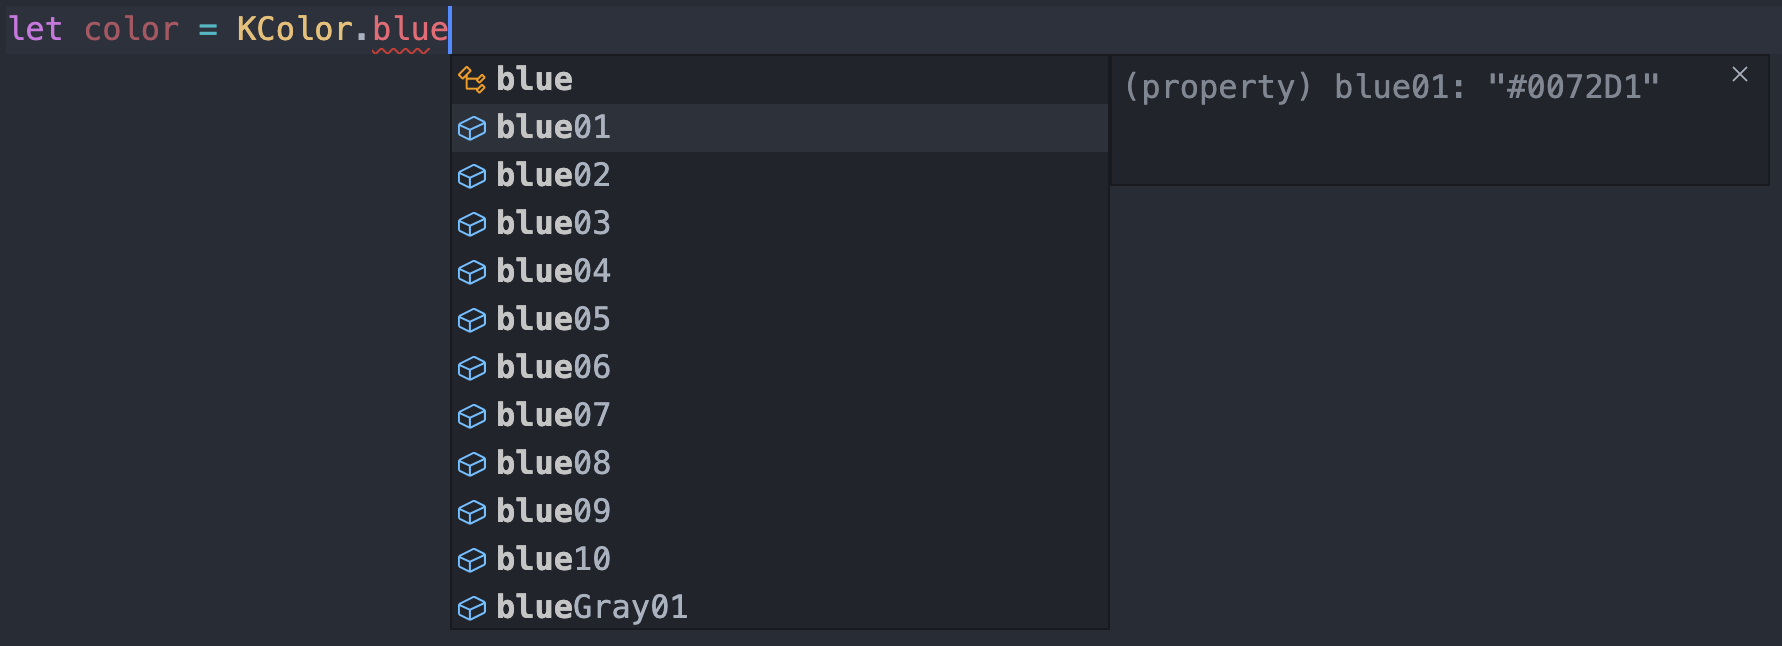 let color = KColor.blue
blue
blue01
(property) blue01: "#0072D1"
blue02
blue03
blue04
blue05
blue06
blue07
blue08
blue09
blue10
blueGray01